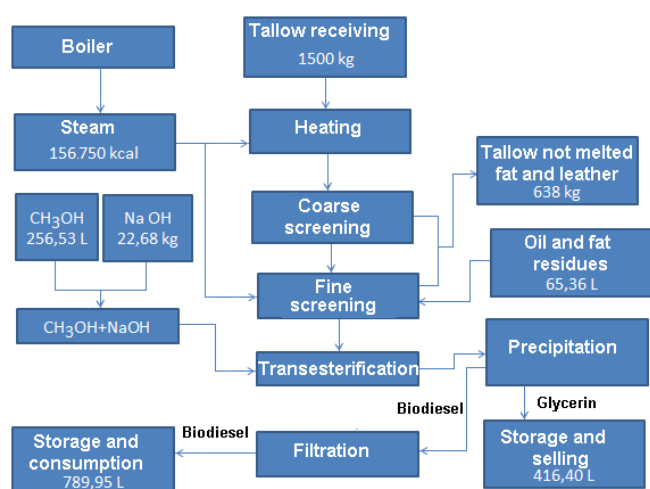 Boiler
Tallow receiving
1500 kg
Steam
156.750 kcal
Heating
Tallow not melted
fat and leather
638 kg
CH₃OH
256,53 L
Na OH
22,68 kg
Coarse
screening
Oil and fat
residues
65,36 L
Fine
screening
CH₃OH+NaOH
Transesterification
Precipitation
Biodiesel
Glycerin
Biodiesel
Storage and
consumption
789,95 L
Filtration
Storage and
selling
416,40 L